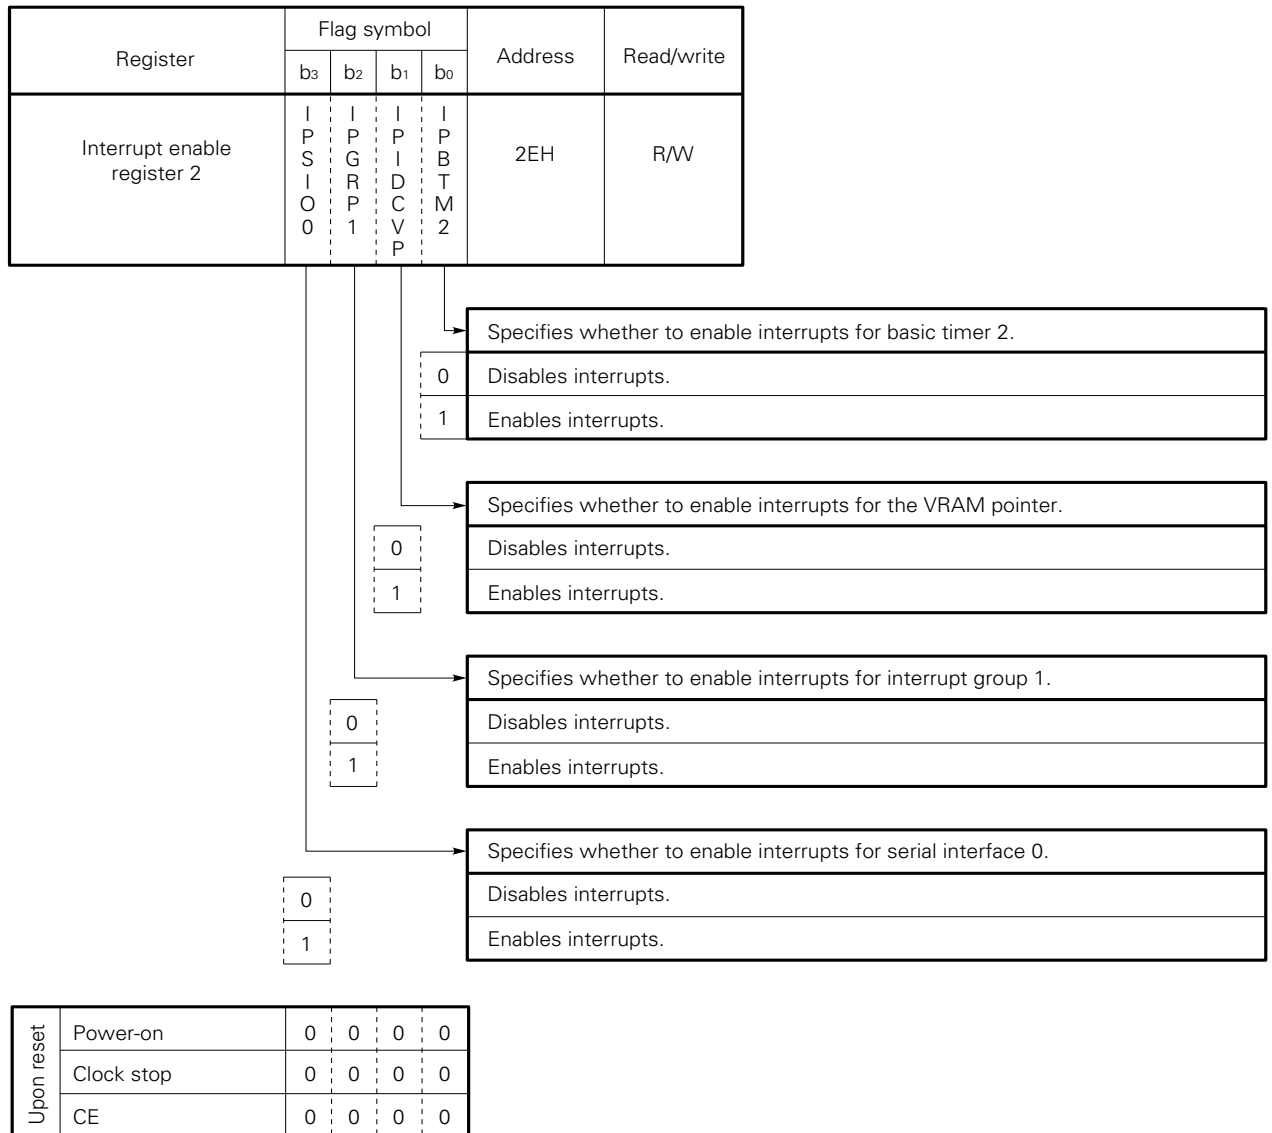 Register
Flag symbol
Address
Read/write
b3 b2 b1 b0
Interrupt enable
register 2
IPSIO0
IPGRP1
IPIDCVP
IPBTM2
2EH
R/W
Specifies whether to enable interrupts for basic timer 2.
0 Disables interrupts.
1 Enables interrupts.
Specifies whether to enable interrupts for the VRAM pointer.
0 Disables interrupts.
1 Enables interrupts.
Specifies whether to enable interrupts for interrupt group 1.
0 Disables interrupts.
1 Enables interrupts.
Specifies whether to enable interrupts for serial interface 0.
0 Disables interrupts.
1 Enables interrupts.
Upon reset
Power-on 0 0 0 0
Clock stop 0 0 0 0
CE 0 0 0 0